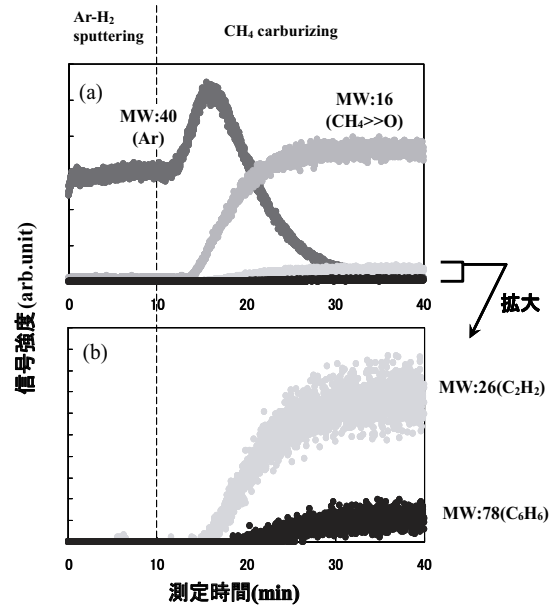 Ar-H₂
sputtering
CH₄ carburizing
(a)
MW:40
(Ar)
MW:16
(CH₄>>O)
0 10 20 30 40
拡大
信号強度(arb.unit)
(b)
MW:26(C₂H₂)
MW:78(C₆H₆)
0 10 20 30 40
測定時間(min)